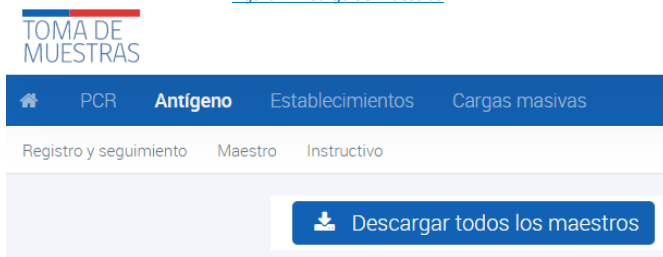 TOMA DE
MUESTRAS
PCR Antígeno Establecimientos Cargas masivas
Registro y seguimiento Maestro Instructivo
Descargar todos los maestros